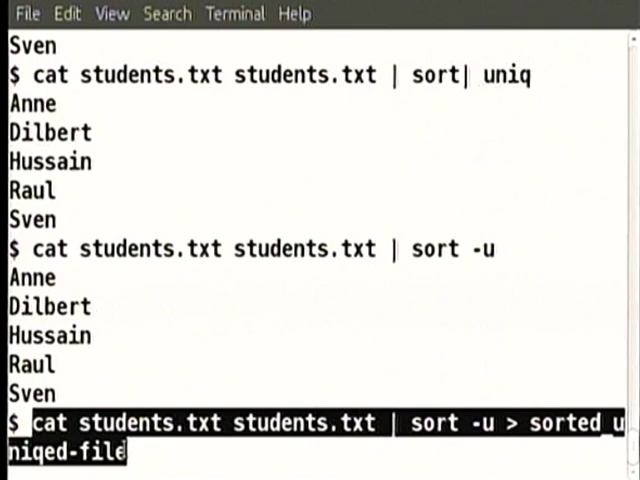 File Edit View Search Terminal Help
Sven
$ cat students.txt students.txt | sort| uniq
Anne
Dilbert
Hussain
Raul
Sven
$ cat students.txt students.txt | sort -u
Anne
Dilbert
Hussain
Raul
Sven
$ cat students.txt students.txt | sort -u > sorted_u
niqed-file